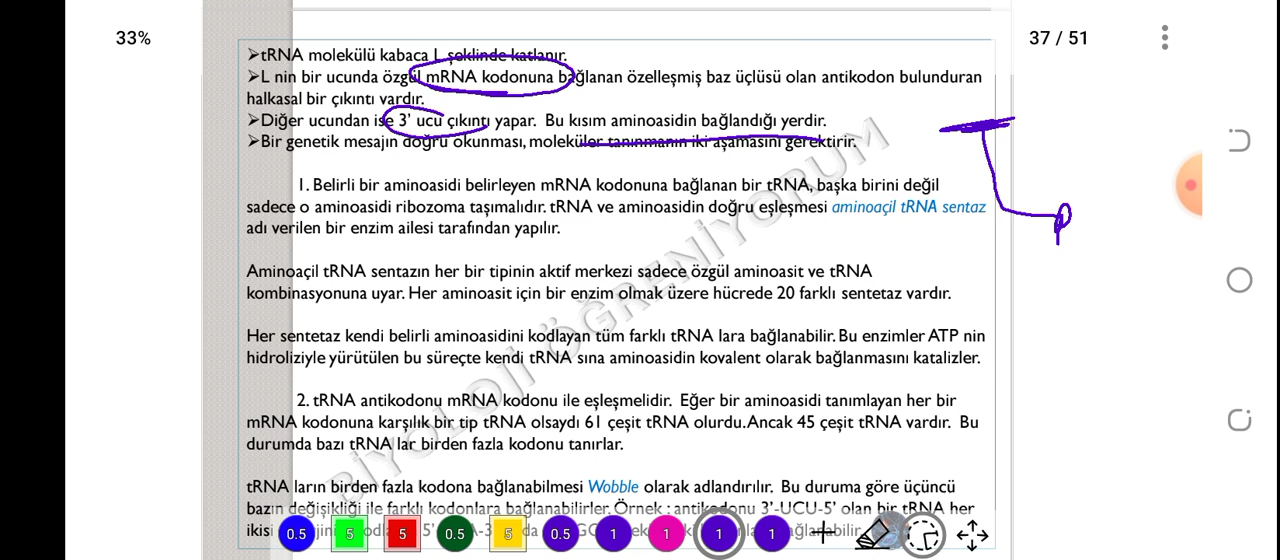 33%
37 / 51
➢tRNA molekülü kabaca L şeklinde katlanır.
➢L nin bir ucunda özgül mRNA kodonuna bağlanan özelleşmiş baz üçlüsü olan antikodon bulunduran
halkasal bir çıkıntı vardır.
➢Diğer ucundan ise 3’ ucu çıkıntı yapar. Bu kısım aminoasidin bağlandığı yerdir.
➢Bir genetik mesajın doğru okunması, moleküler tanınmanın iki aşamasını gerektirir.
1. Belirli bir aminoasidi belirleyen mRNA kodonuna bağlanan bir tRNA, başka birini değil
sadece o aminoasidi ribozoma taşımalıdır. tRNA ve aminoasidin doğru eşleşmesi aminoaçil tRNA sentaz
adı verilen bir enzim ailesi tarafından yapılır.
Aminoaçil tRNA sentazın her bir tipinin aktif merkezi sadece özgül aminoasit ve tRNA
kombinasyonuna uyar. Her aminoasit için bir enzim olmak üzere hücrede 20 farklı sentetaz vardır.
Her sentetaz kendi belirli aminoasidini kodlayan tüm farklı tRNA lara bağlanabilir. Bu enzimler ATP nin
hidroliziyle yürütülen bu süreçte kendi tRNA sına aminoasidin kovalent olarak bağlanmasını katalizler.
2. tRNA antikodonu mRNA kodonu ile eşleşmelidir. Eğer bir aminoasidi tanımlayan her bir
mRNA kodonuna karşılık bir tip tRNA olsaydı 61 çeşit tRNA olurdu. Ancak 45 çeşit tRNA vardır. Bu
durumda bazı tRNA lar birden fazla kodonu tanırlar.
tRNA ların birden fazla kodona bağlanabilmesi Wobble olarak adlandırılır. Bu duruma göre üçüncü
bazın değişikliği ile farklı kodonlara bağlanabilirler. Örnek : antikodonu 3’-UCU-5’ olan bir tRNA her
ikisi
BİYOLOJİ ÖĞRENİYORUM
0.5 5 5 0.5 5 0.5 1 1 1 1